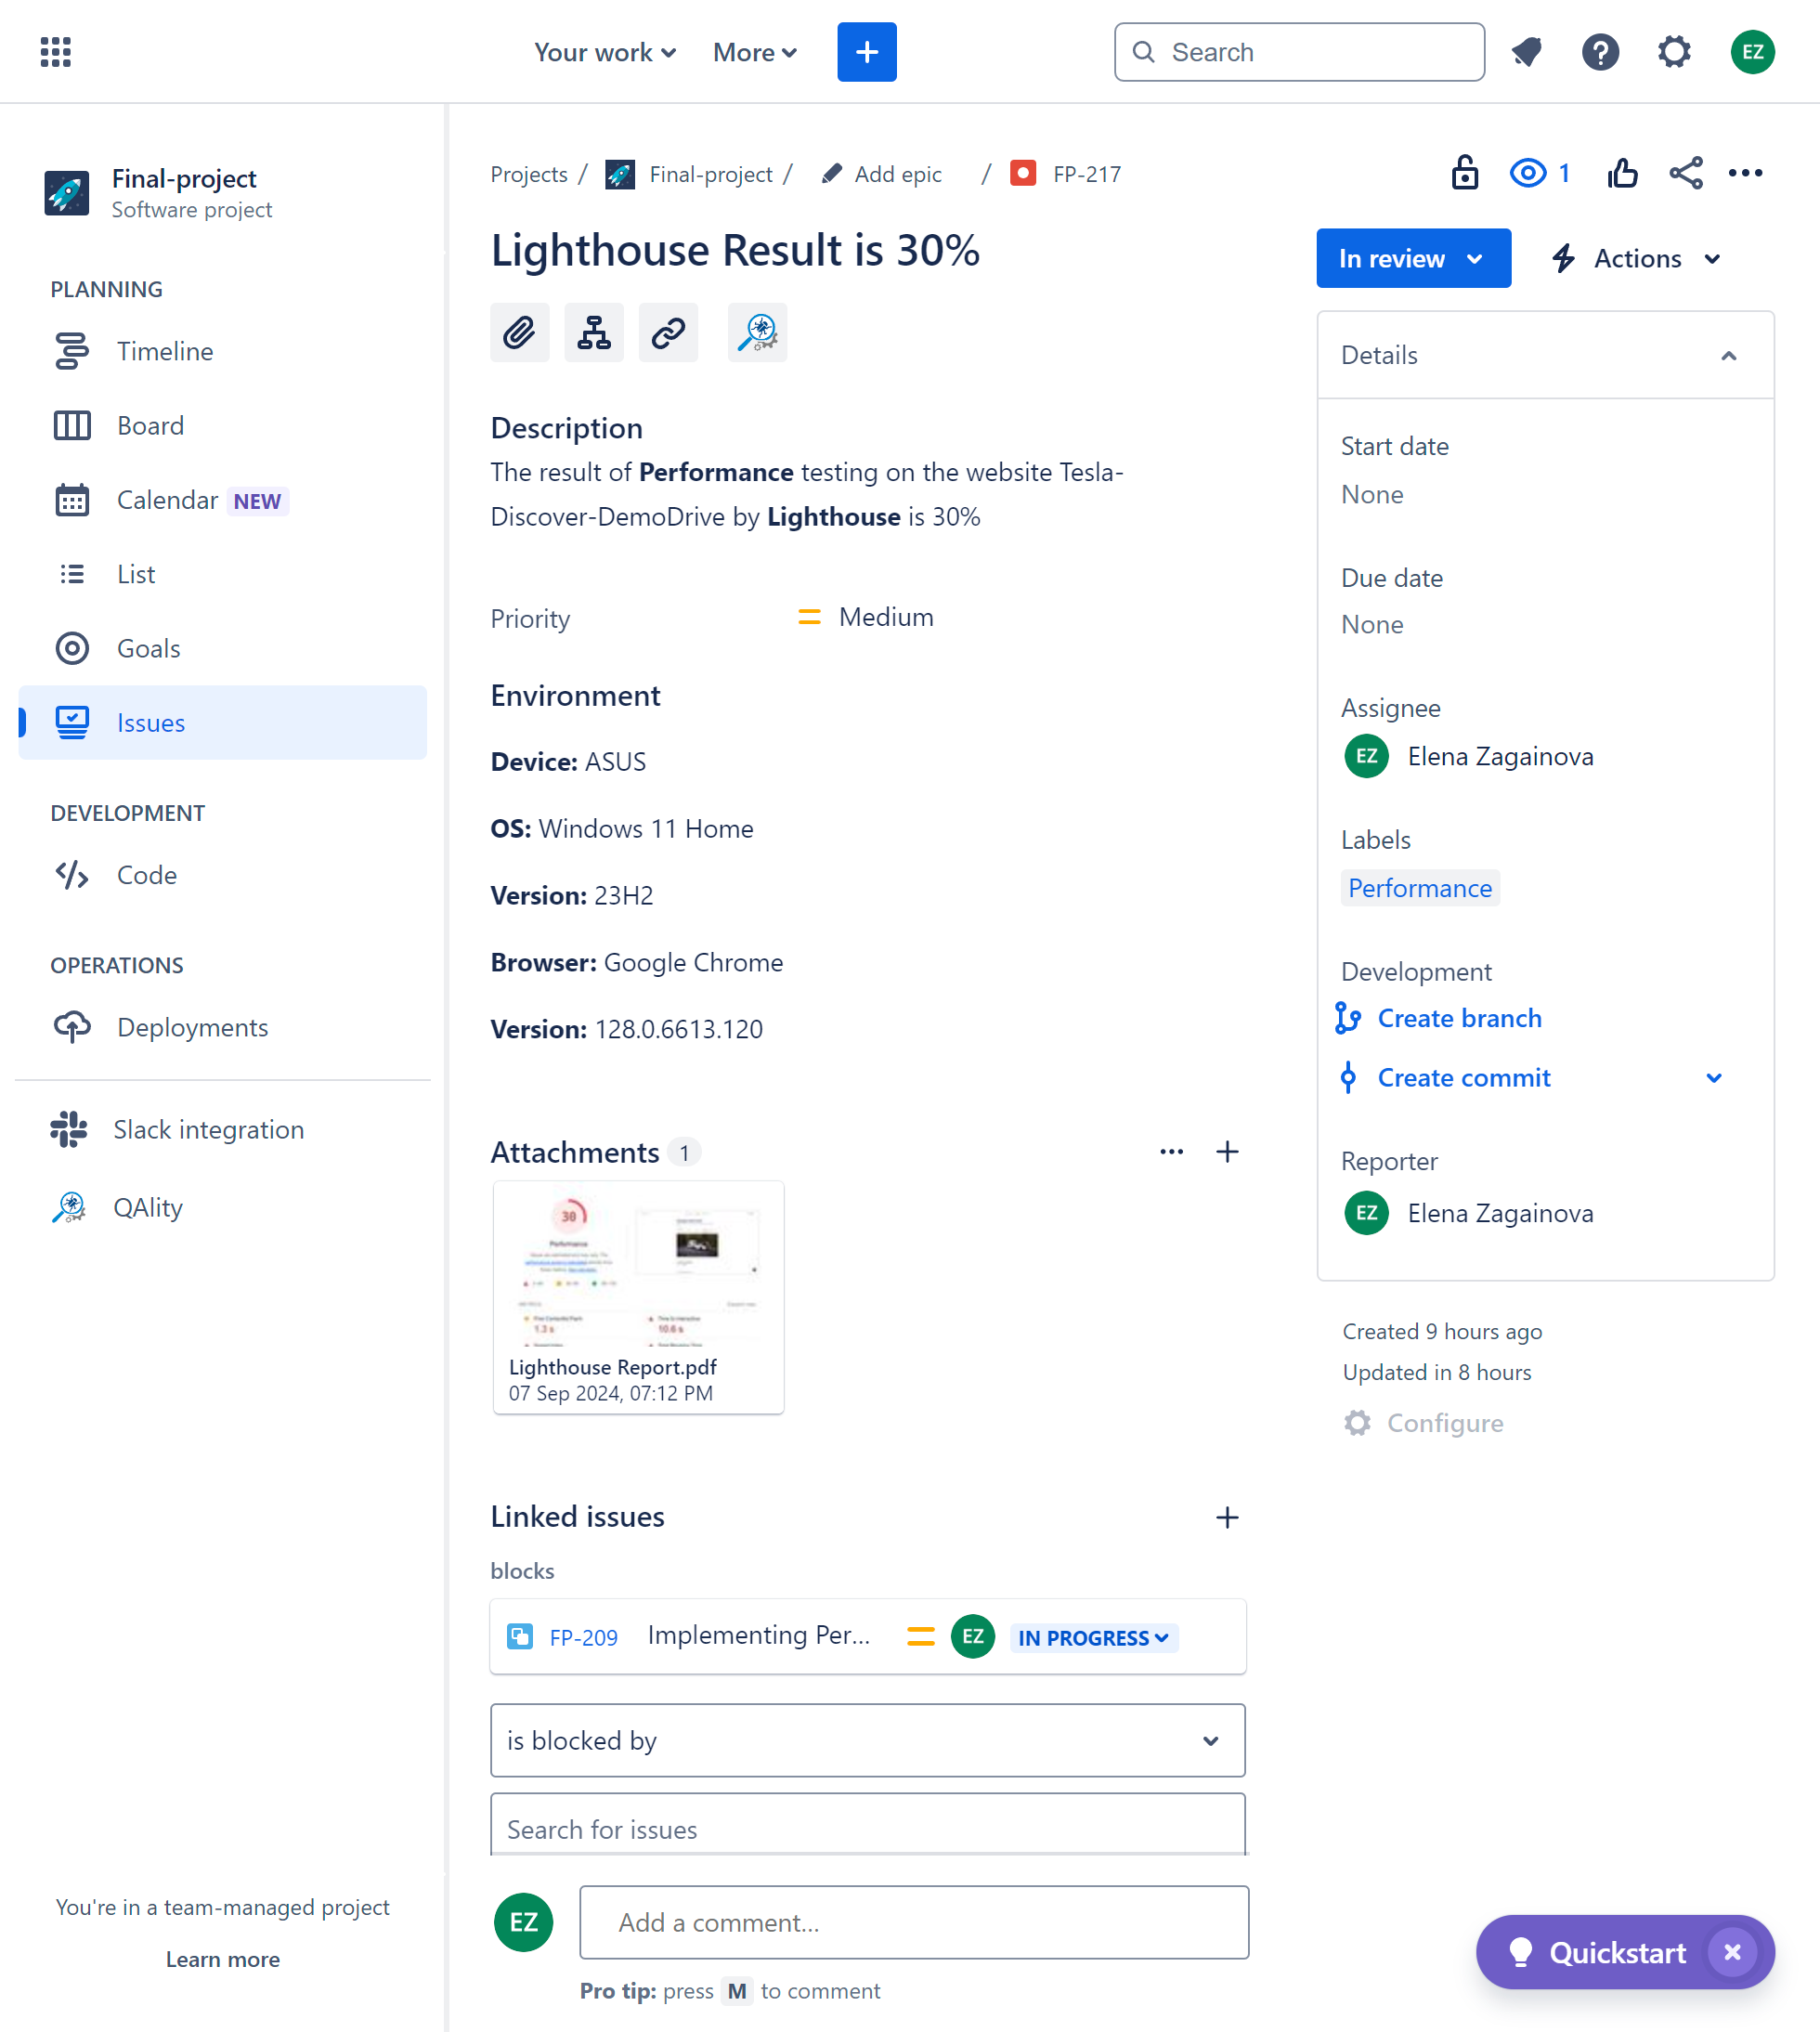 Your work
More
Search
EZ
Final-project
Software project
PLANNING
Timeline
Board
Calendar NEW
List
Goals
Issues
DEVELOPMENT
Code
OPERATIONS
Deployments
Slack integration
QAlity
You're in a team-managed project
Learn more
Projects / Final-project / Add epic / FP-217
1
Lighthouse Result is 30%
Description
The result of Performance testing on the website Tesla-
Discover-DemoDrive by Lighthouse is 30%
Priority
Medium
Environment
Device: ASUS
OS: Windows 11 Home
Version: 23H2
Browser: Google Chrome
Version: 128.0.6613.120
Attachments 1
30
Performance
1.3 s
10.6 s
Lighthouse Report.pdf
07 Sep 2024, 07:12 PM
Linked issues
blocks
FP-209 Implementing Per... EZ IN PROGRESS
is blocked by
Search for issues
EZ
Add a comment...
Pro tip: press M to comment
In review
Actions
Details
Start date
None
Due date
None
Assignee
EZ Elena Zagainova
Labels
Performance
Development
Create branch
Create commit
Reporter
EZ Elena Zagainova
Created 9 hours ago
Updated in 8 hours
Configure
Quickstart